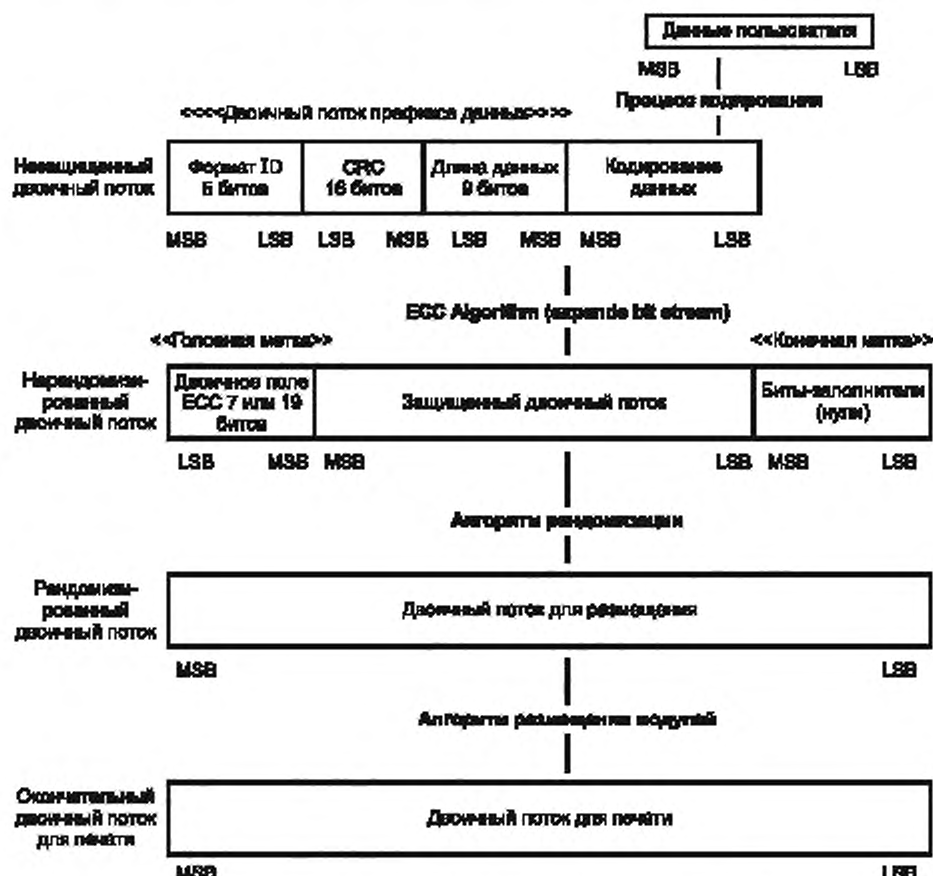 Данные пользователя
MSB LSB
Процесс кодирования
<<<<Двоичный поток префикса данных>>>>
Незащищенный
двоичный поток
Формат ID
5 битов
CRC
16 битов
Длина данных
9 битов
Кодирование
данных
MSB LSB LSB MSB LSB MSB MSB LSB
ECC Algorithm (expands bit stream)
<<Головная метка>> <<Конечная метка>>
Нерандомизи-
рованный
двоичный поток
Двоичное поле
ECC 7 или 19
битов
Защищенный двоичный поток
Биты-заполнители
(нули)
LSB MSB MSB LSB MSB LSB
Алгоритм рандомизации
Рандомизи-
рованный
двоичный поток
Двоичный поток для размещения
MSB LSB
Алгоритм размещения модулей
Окончательный
двоичный поток
для печати
Двоичный поток для печати
MSB LSB